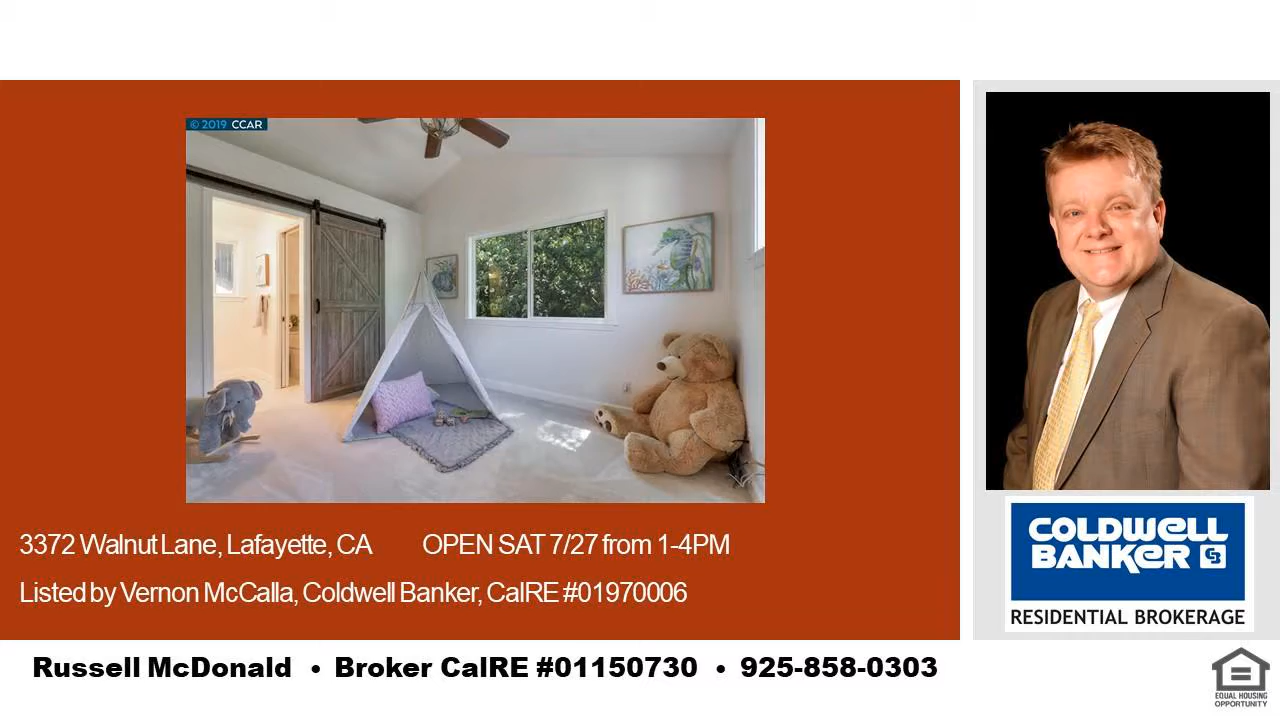 © 2019 CCAR
3372 Walnut Lane, Lafayette, CA OPEN SAT 7/27 from 1-4PM
Listed by Vernon McCalla, Coldwell Banker, CalRE #01970006
COLDWELL
BANKER CB
RESIDENTIAL BROKERAGE
Russell McDonald • Broker CalRE #01150730 • 925-858-0303
EQUAL HOUSING
OPPORTUNITY